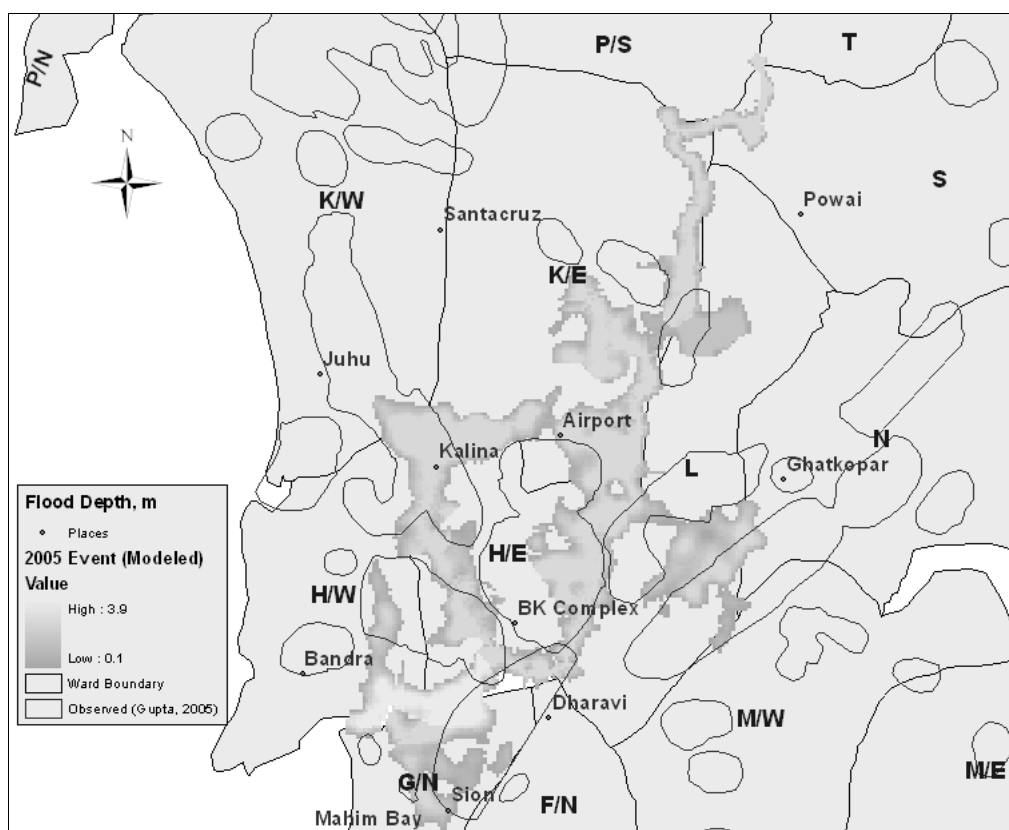 P/N
P/S
T
N
K/W
S
Powai
Santacruz
K/E
Juhu
Airport
Kalina
N
L
Ghatkopar
Flood Depth, m
Places
2005 Event (Modeled)
Value
High : 3.9
Low : 0.1
Ward Boundary
Observed (Gupta, 2005)
H/E
H/W
BK Complex
Bandra
Dharavi
M/W
M/E
G/N
Sion
F/N
Mahim Bay